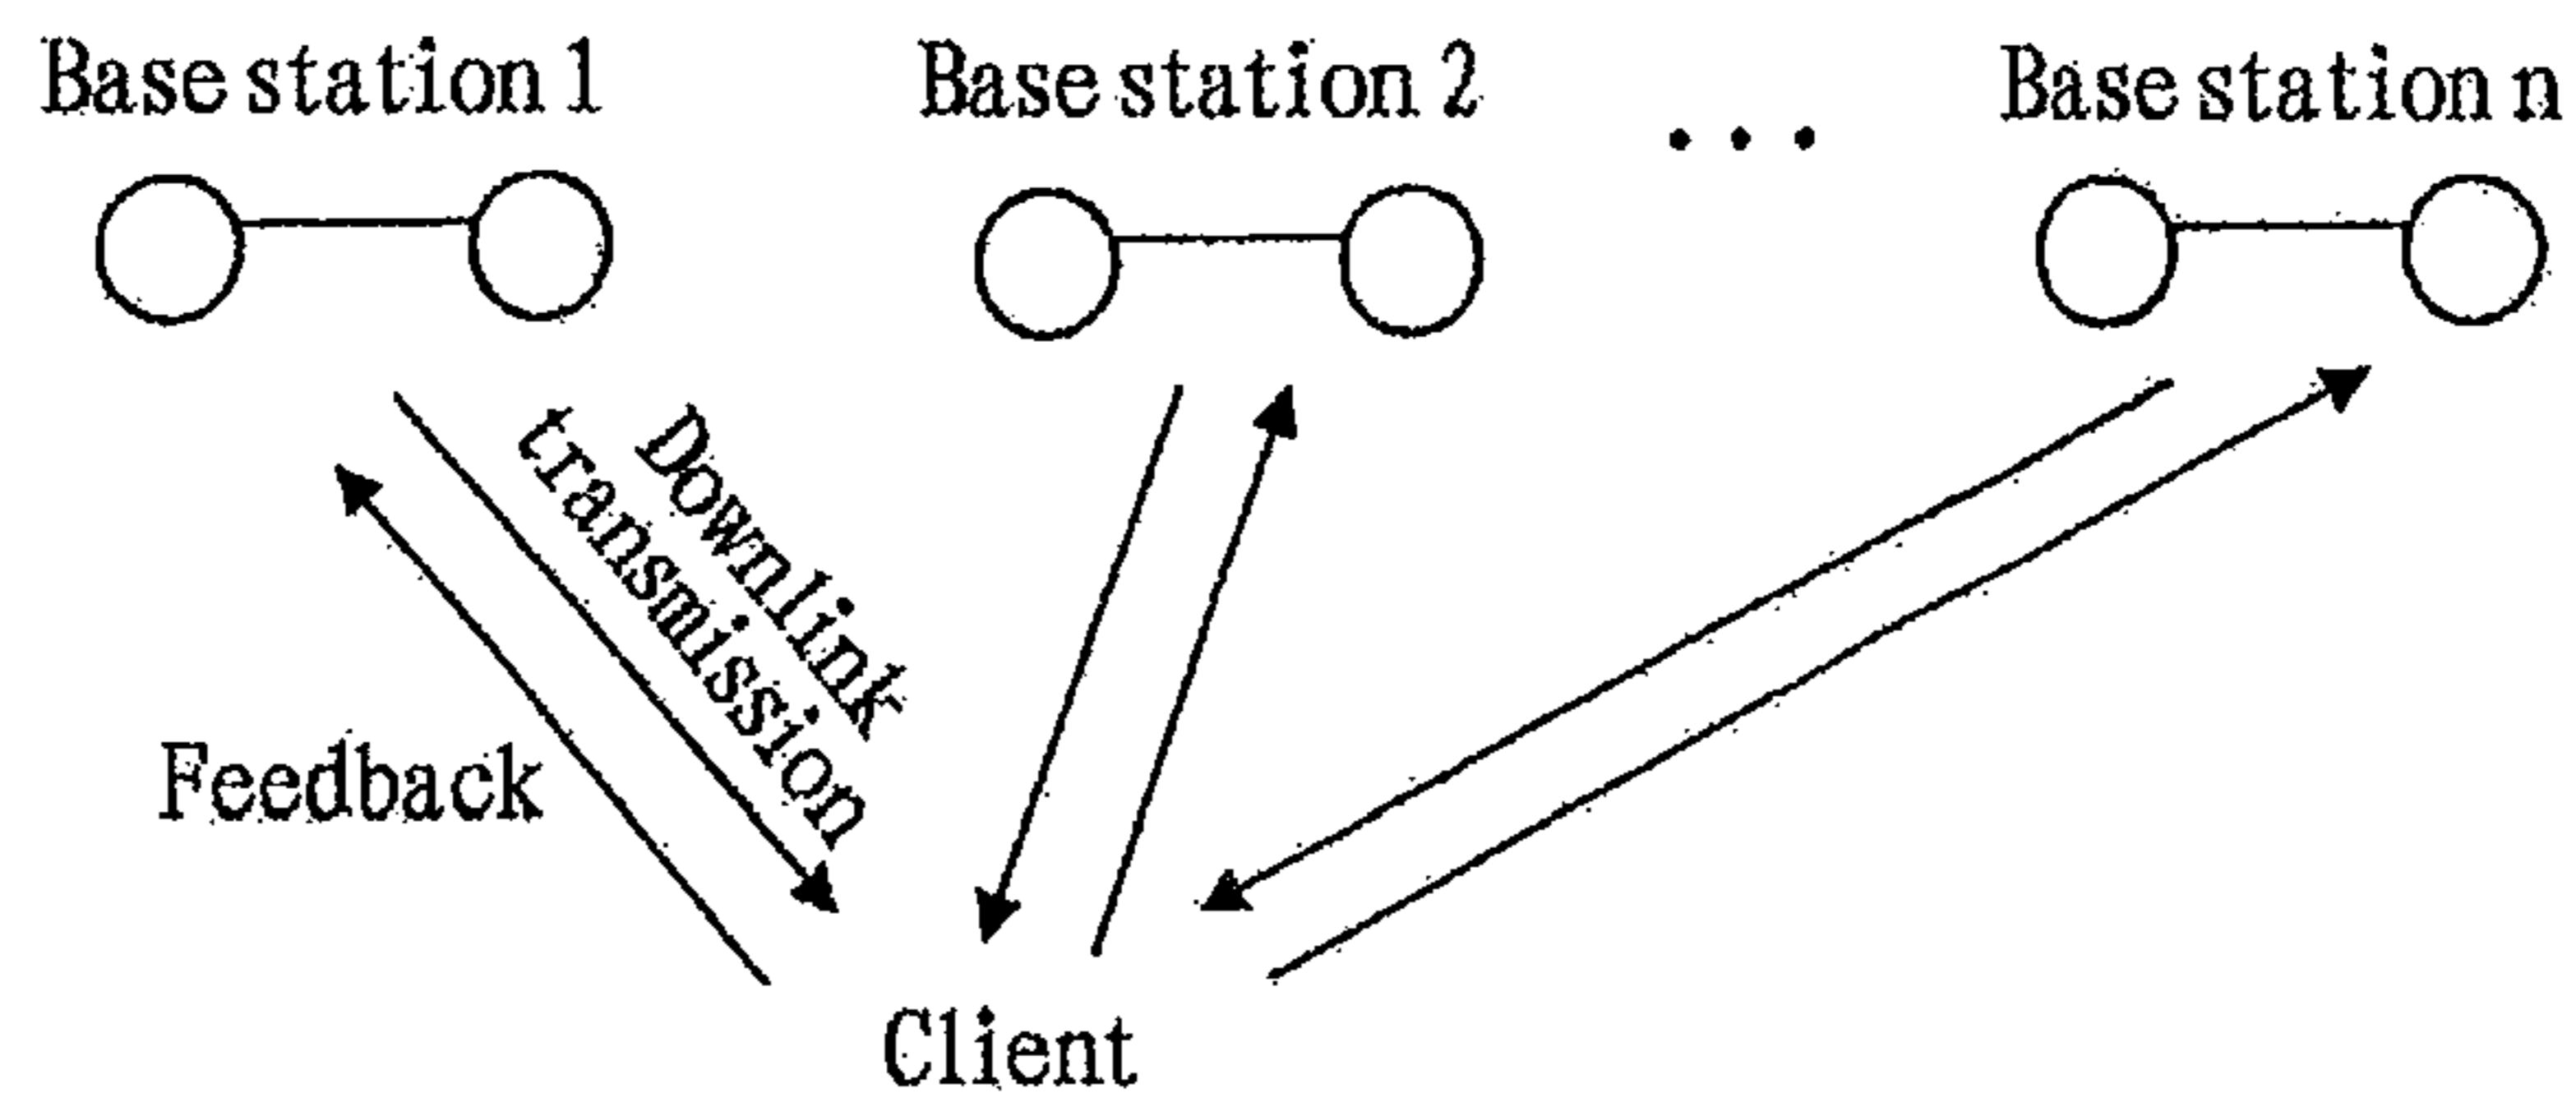 Base station 1
Base station 2
...
Base station n
Downlink
transmission
Feedback
Client